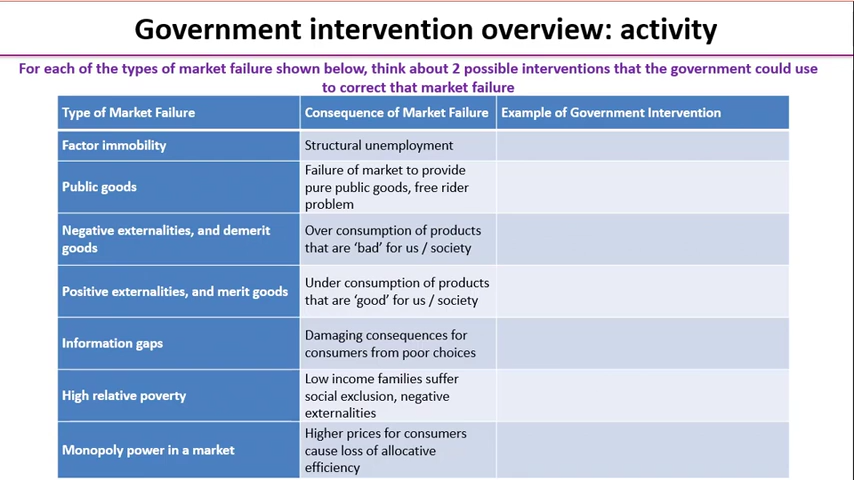 Government intervention overview: activity
For each of the types of market failure shown below, think about 2 possible interventions that the government could use
to correct that market failure
Type of Market Failure
Consequence of Market Failure
Example of Government Intervention
Factor immobility
Structural unemployment
Public goods
Failure of market to provide
pure public goods, free rider
problem
Negative externalities, and demerit
goods
Over consumption of products
that are ‘bad’ for us / society
Positive externalities, and merit goods
Under consumption of products
that are ‘good’ for us / society
Information gaps
Damaging consequences for
consumers from poor choices
High relative poverty
Low income families suffer
social exclusion, negative
externalities
Monopoly power in a market
Higher prices for consumers
cause loss of allocative
efficiency